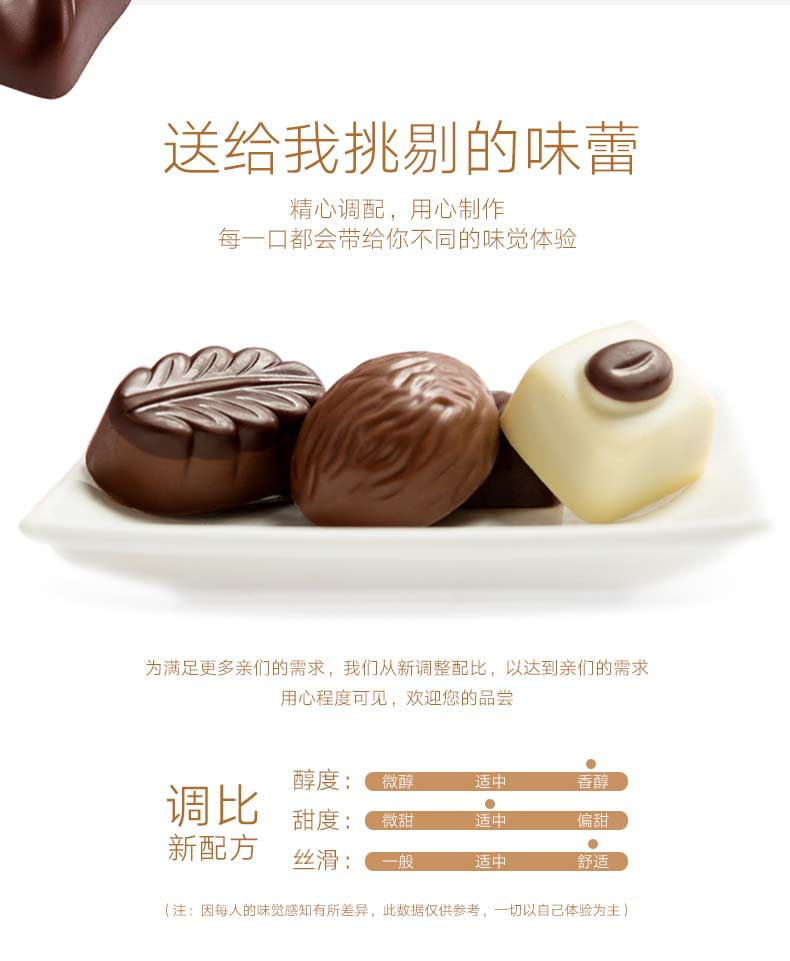 送给我挑剔的味蕾
精心调配，用心制作
每一口都会带给你不同的味觉体验
为满足更多亲们的需求，我们从新调整配比，以达到亲们的需求
用心程度可见，欢迎您的品尝
调比
新配方
醇度： 微醇 适中 香醇
甜度： 微甜 适中 偏甜
丝滑： 一般 适中 舒适
（注：因每人的味觉感知有所差异，此数据仅供参考，一切以自己体验为主）